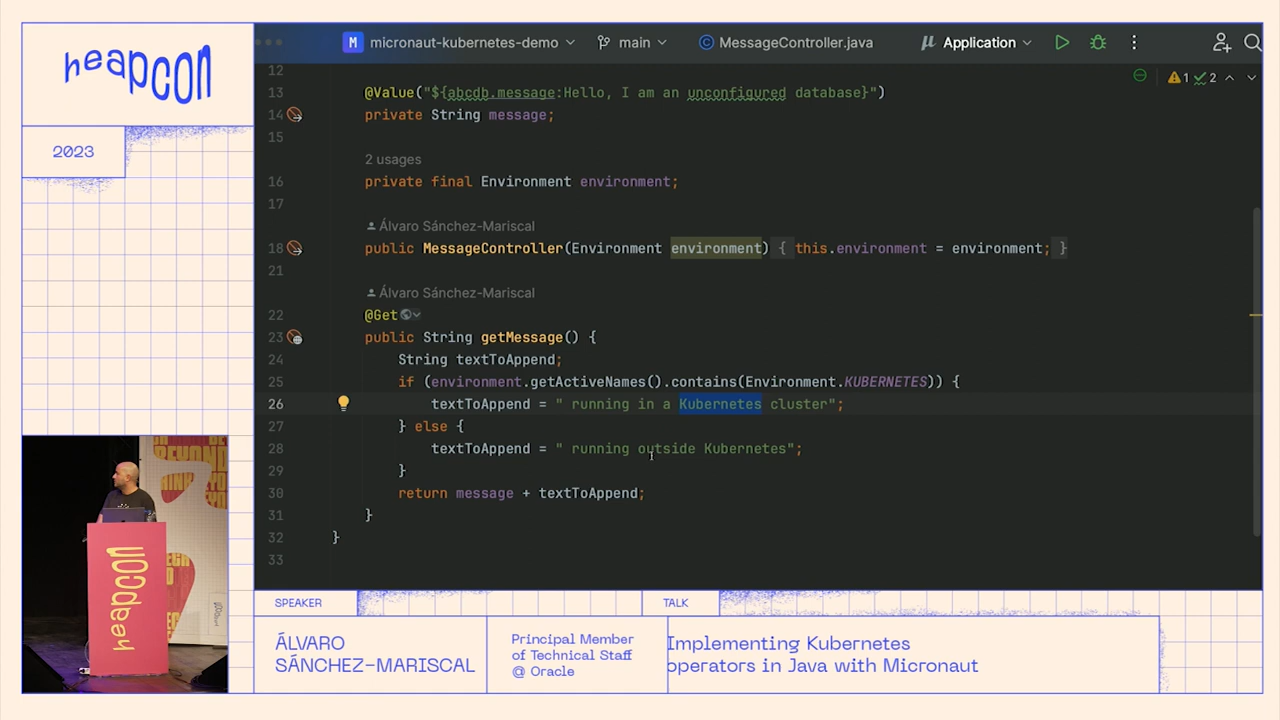 heapcon
2023
micronaut-kubernetes-demo
main
MessageController.java
Application
1
2
12
13 @Value("${abcdb.message:Hello, I am an unconfigured database}")
14 private String message;
15
2 usages
16 private final Environment environment;
17
Álvaro Sánchez-Mariscal
18 public MessageController(Environment environment) { this.environment = environment; }
21
Álvaro Sánchez-Mariscal
22 @Get
23 public String getMessage() {
24 String textToAppend;
25 if (environment.getActiveNames().contains(Environment.KUBERNETES)) {
26 textToAppend = " running in a Kubernetes cluster";
27 } else {
28 textToAppend = " running outside Kubernetes";
29 }
30 return message + textToAppend;
31 }
32 }
33
heapcon
SPEAKER
ÁLVARO
SÁNCHEZ-MARISCAL
Principal Member
of Technical Staff
@ Oracle
TALK
Implementing Kubernetes
operators in Java with Micronaut